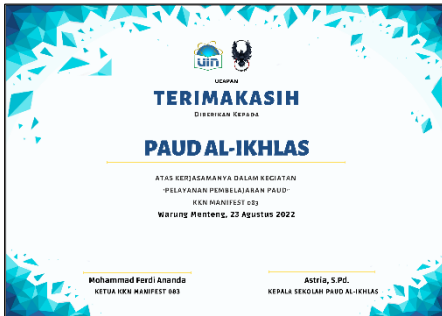 UIN
UCAPAN
TERIMAKASIH
DIBERIKAN KEPADA
PAUD AL-IKHLAS
ATAS KERJASAMANYA DALAM KEGIATAN
"PELAYANAN PEMBELAJARAN PAUD"
KKN MANIFEST 083
Warung Menteng, 23 Agustus 2022
Mohammad Ferdi Ananda
KETUA KKN MANIFEST 083
Astria, S.Pd.
KEPALA SEKOLAH PAUD AL-IKHLAS